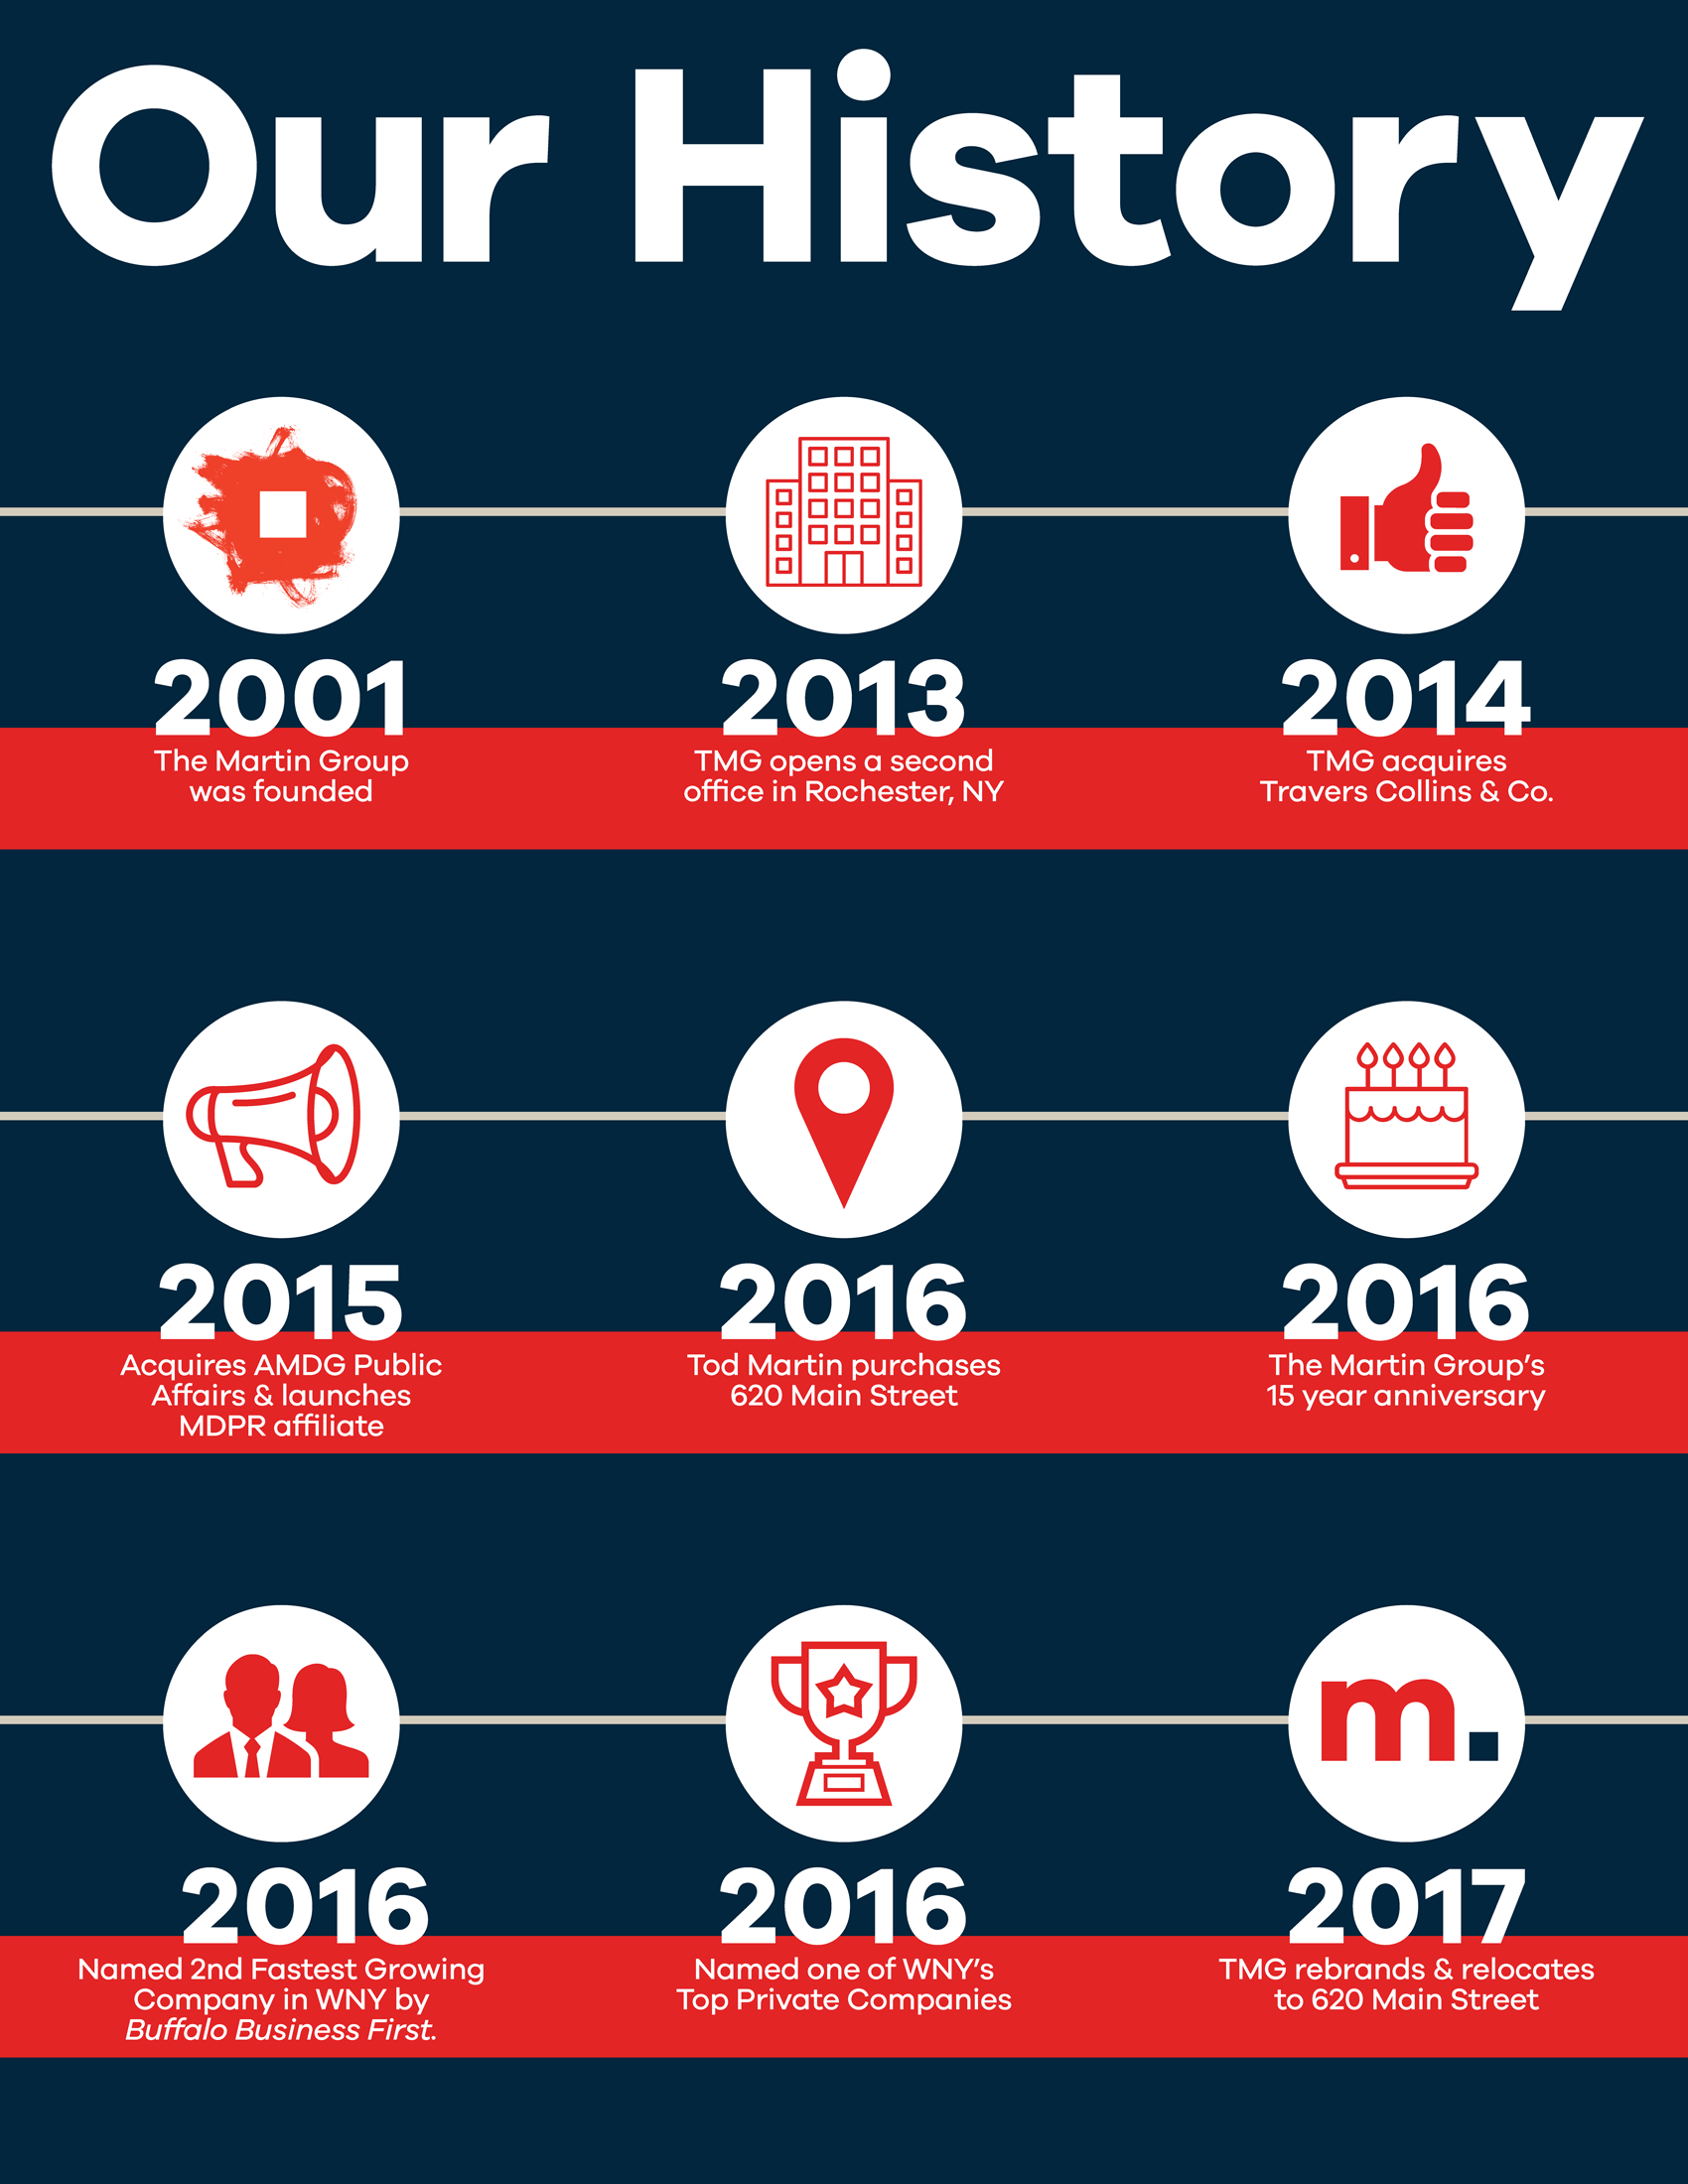 Our History
2001
The Martin Group
was founded
2013
TMG opens a second
office in Rochester, NY
2014
TMG acquires
Travers Collins & Co.
2015
Acquires AMDG Public
Affairs & launches
MDPR affiliate
2016
Tod Martin purchases
620 Main Street
2016
The Martin Group’s
15 year anniversary
2016
Named 2nd Fastest Growing
Company in WNY by
Buffalo Business First.
2016
Named one of WNY’s
Top Private Companies
m.
2017
TMG rebrands & relocates
to 620 Main Street